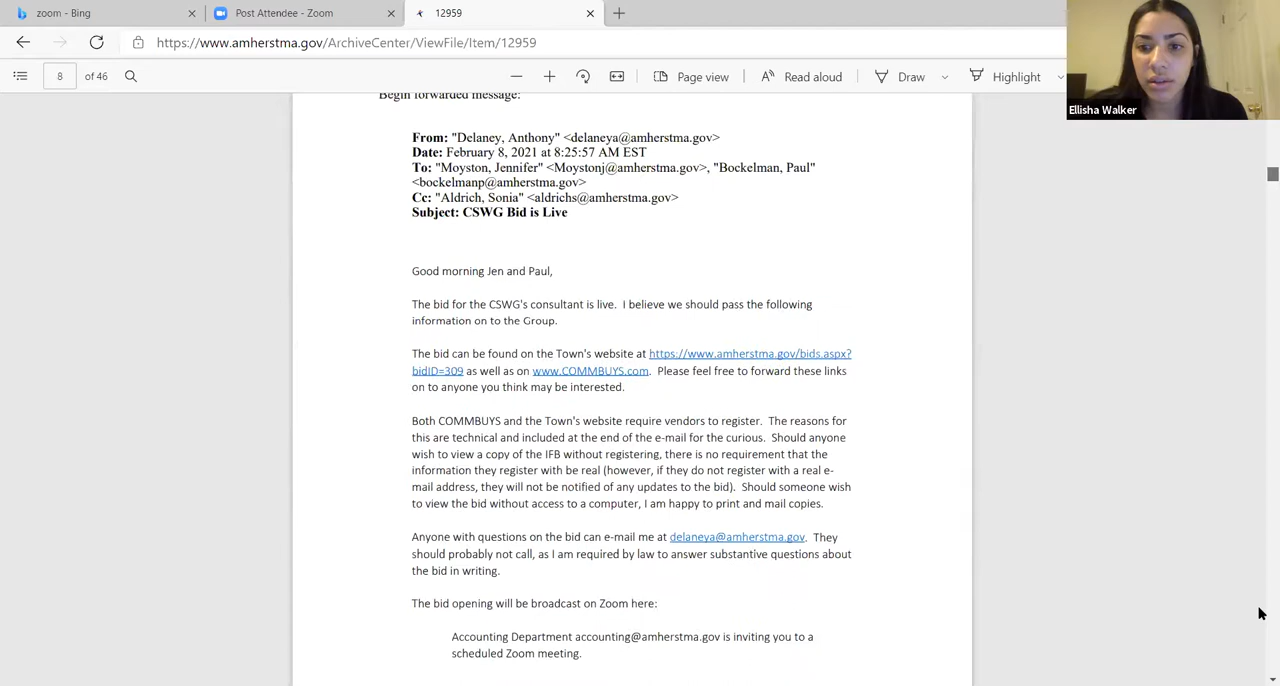 zoom - Bing
Post Attendee - Zoom
12959
https://www.amherstma.gov/ArchiveCenter/ViewFile/Item/12959
8 of 46
Page view
Read aloud
Draw
Highlight
Ellisha Walker
Begin forwarded message:
From: "Delaney, Anthony" <delaneya@amherstma.gov>
Date: February 8, 2021 at 8:25:57 AM EST
To: "Moyston, Jennifer" <Moystonj@amherstma.gov>, "Bockelman, Paul"
<bockelmanp@amherstma.gov>
Cc: "Aldrich, Sonia" <aldrichs@amherstma.gov>
Subject: CSWG Bid is Live
Good morning Jen and Paul,
The bid for the CSWG's consultant is live.  I believe we should pass the following
information on to the Group.
The bid can be found on the Town's website at https://www.amherstma.gov/bids.aspx?
bidID=309 as well as on www.COMMBUYS.com.  Please feel free to forward these links
on to anyone you think may be interested.
Both COMMBUYS and the Town's website require vendors to register.  The reasons for
this are technical and included at the end of the e-mail for the curious.  Should anyone
wish to view a copy of the IFB without registering, there is no requirement that the
information they register with be real (however, if they do not register with a real e-
mail address, they will not be notified of any updates to the bid).  Should someone wish
to view the bid without access to a computer, I am happy to print and mail copies.
Anyone with questions on the bid can e-mail me at delaneya@amherstma.gov.  They
should probably not call, as I am required by law to answer substantive questions about
the bid in writing.
The bid opening will be broadcast on Zoom here:
Accounting Department accounting@amherstma.gov is inviting you to a
scheduled Zoom meeting.